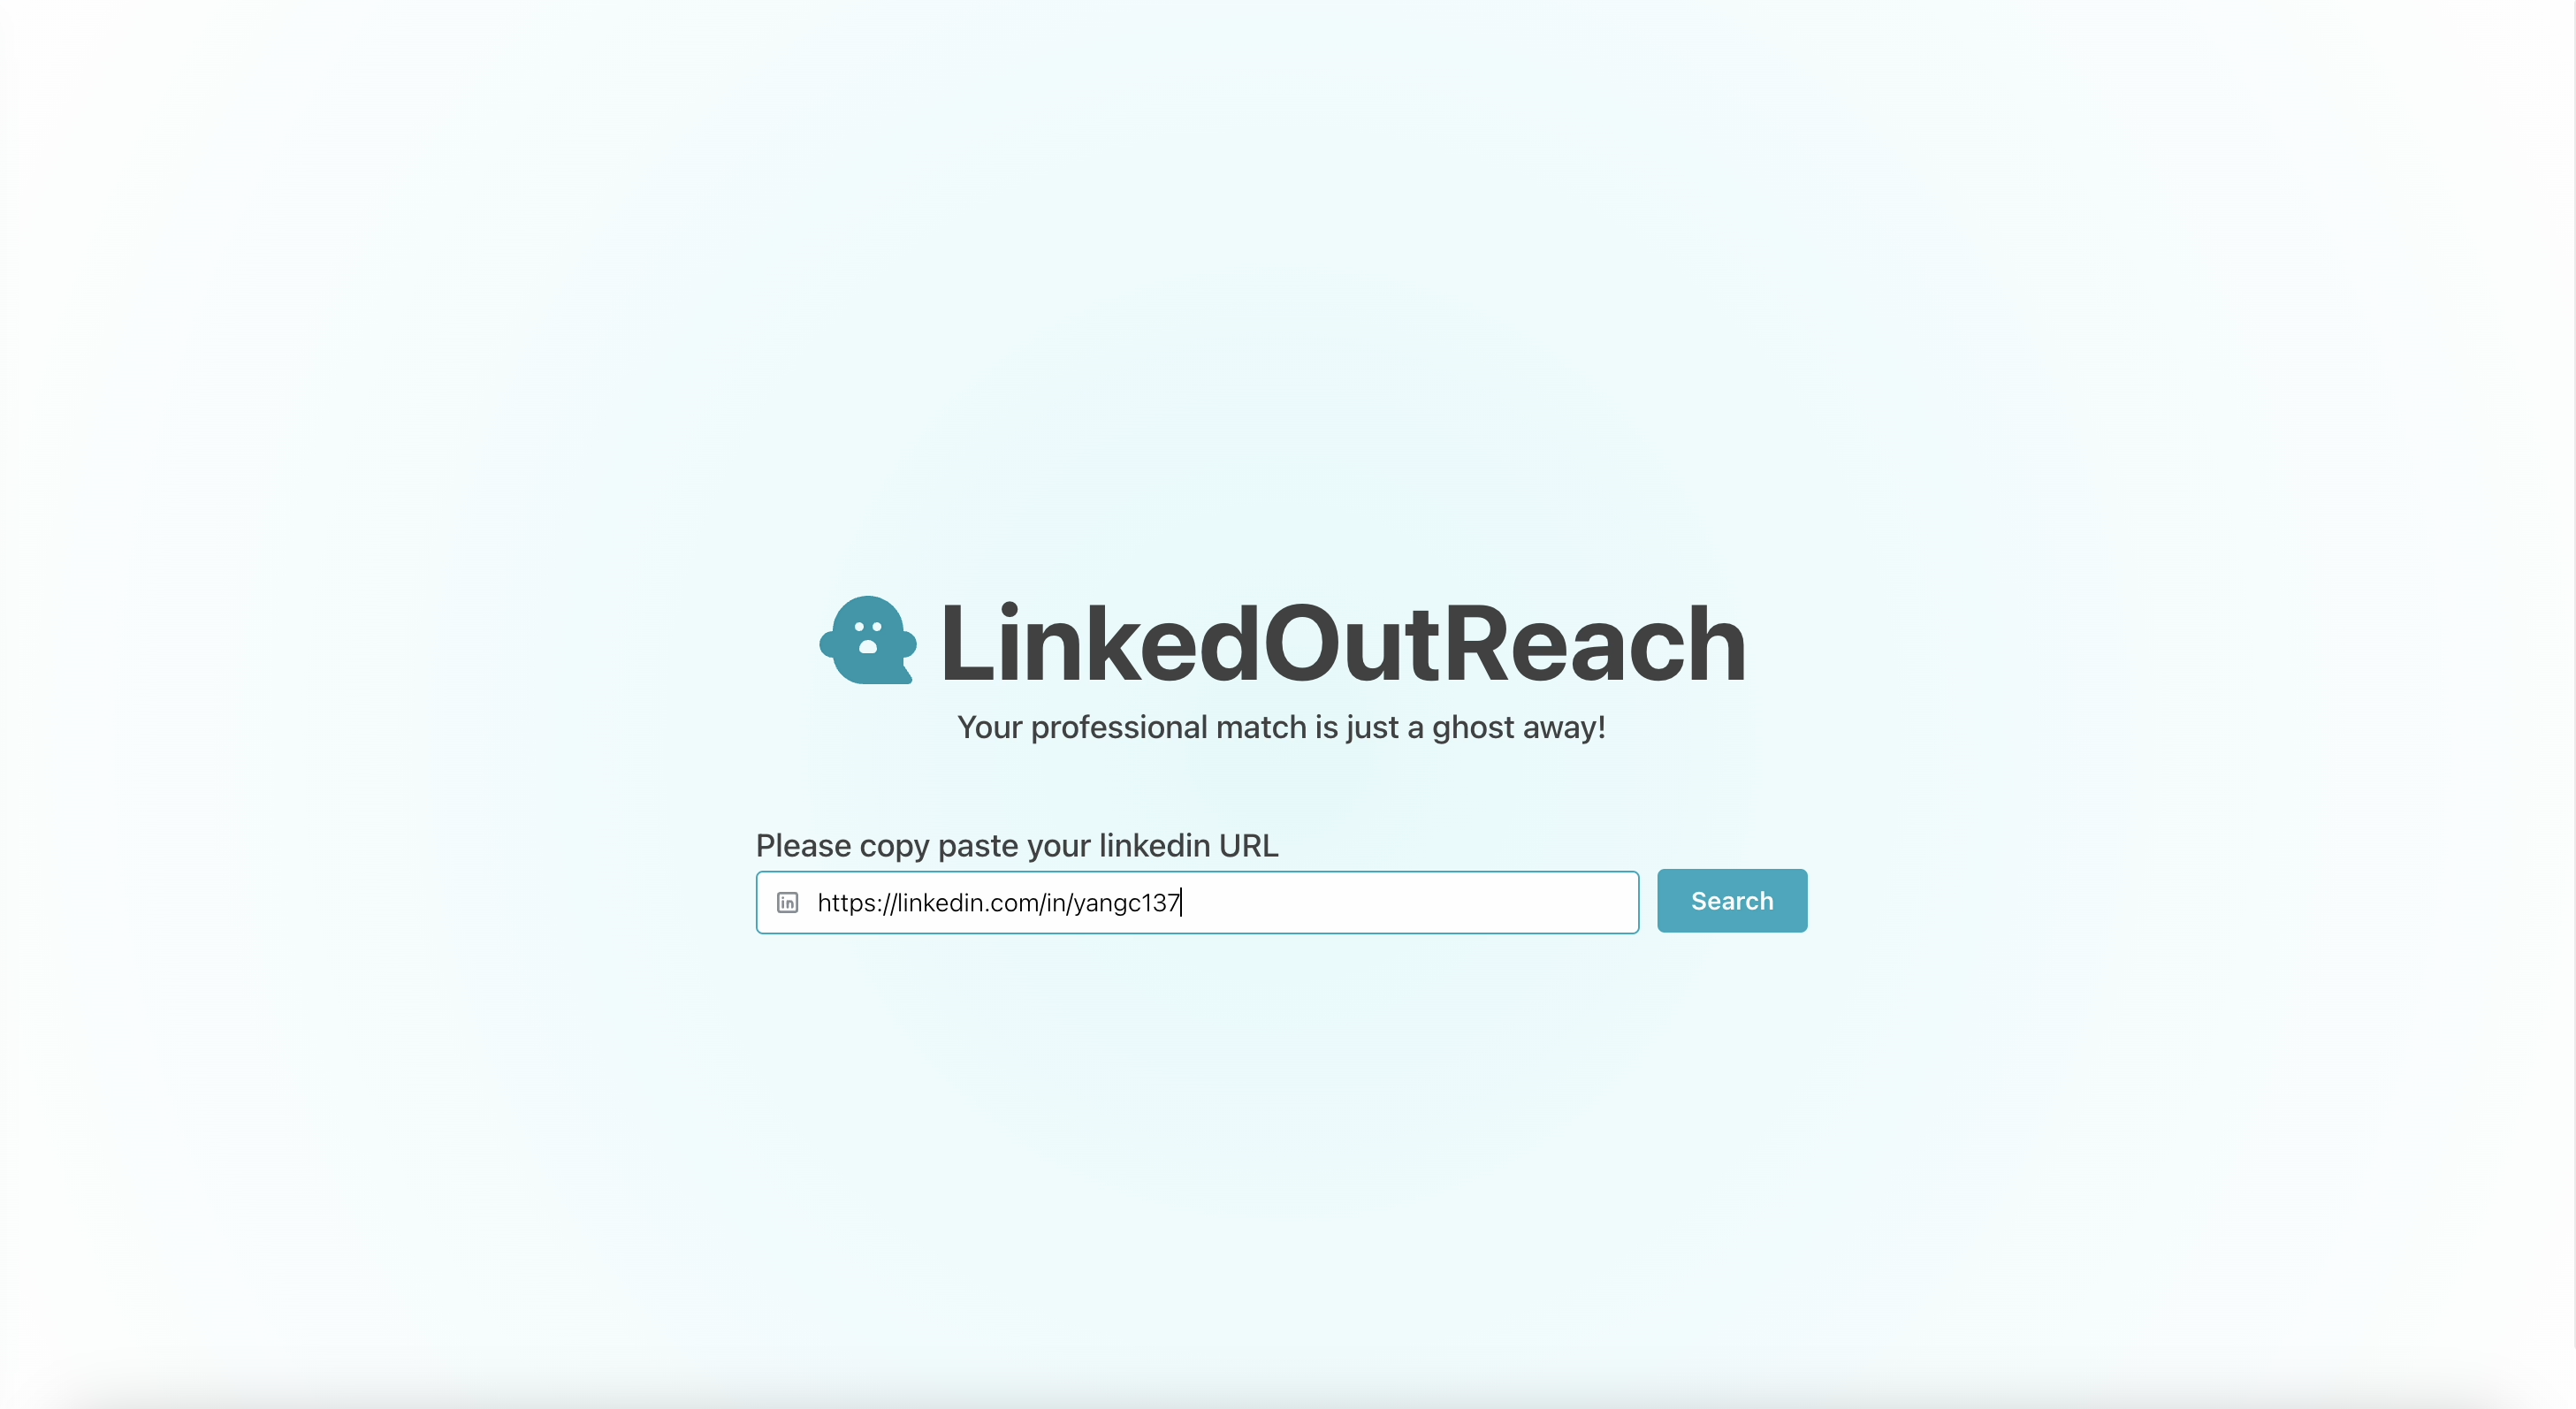 LinkedOutReach
Your professional match is just a ghost away!
Please copy paste your linkedin URL
https://linkedin.com/in/yangc137
Search